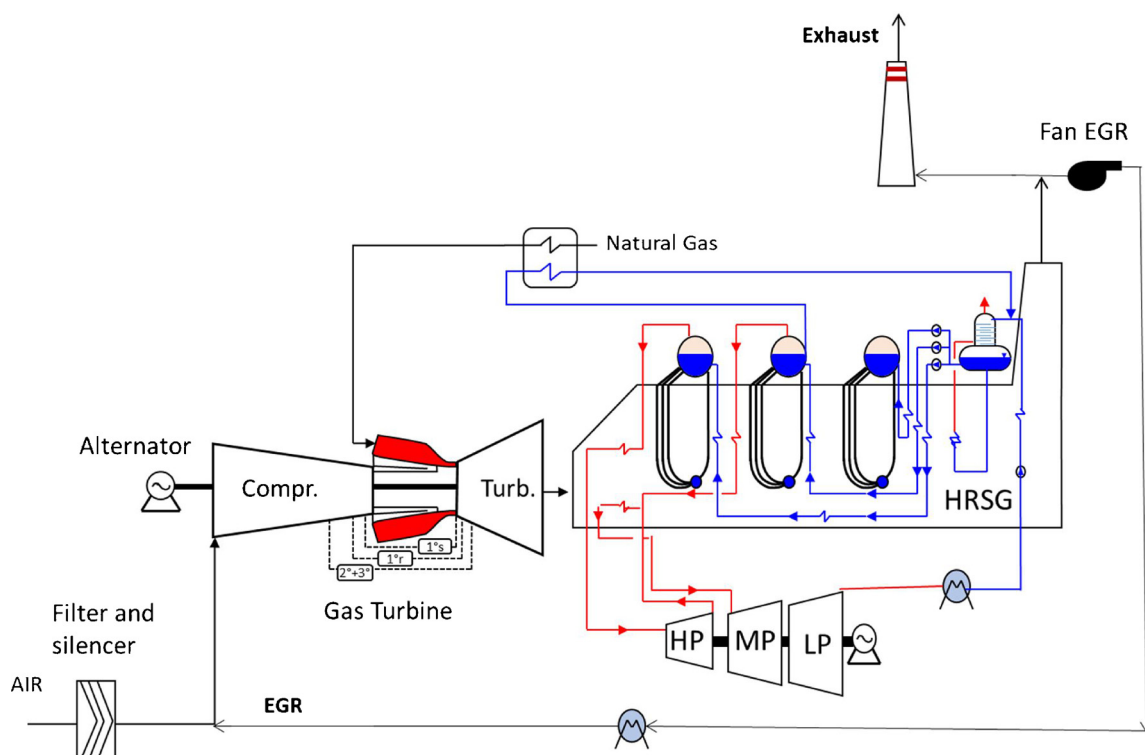 Exhaust
Fan EGR
Natural Gas
Alternator
Compr.
Turb.
HRSG
1°s
1°r
2°+3°
Gas Turbine
Filter and
silencer
HP
MP
LP
AIR
EGR